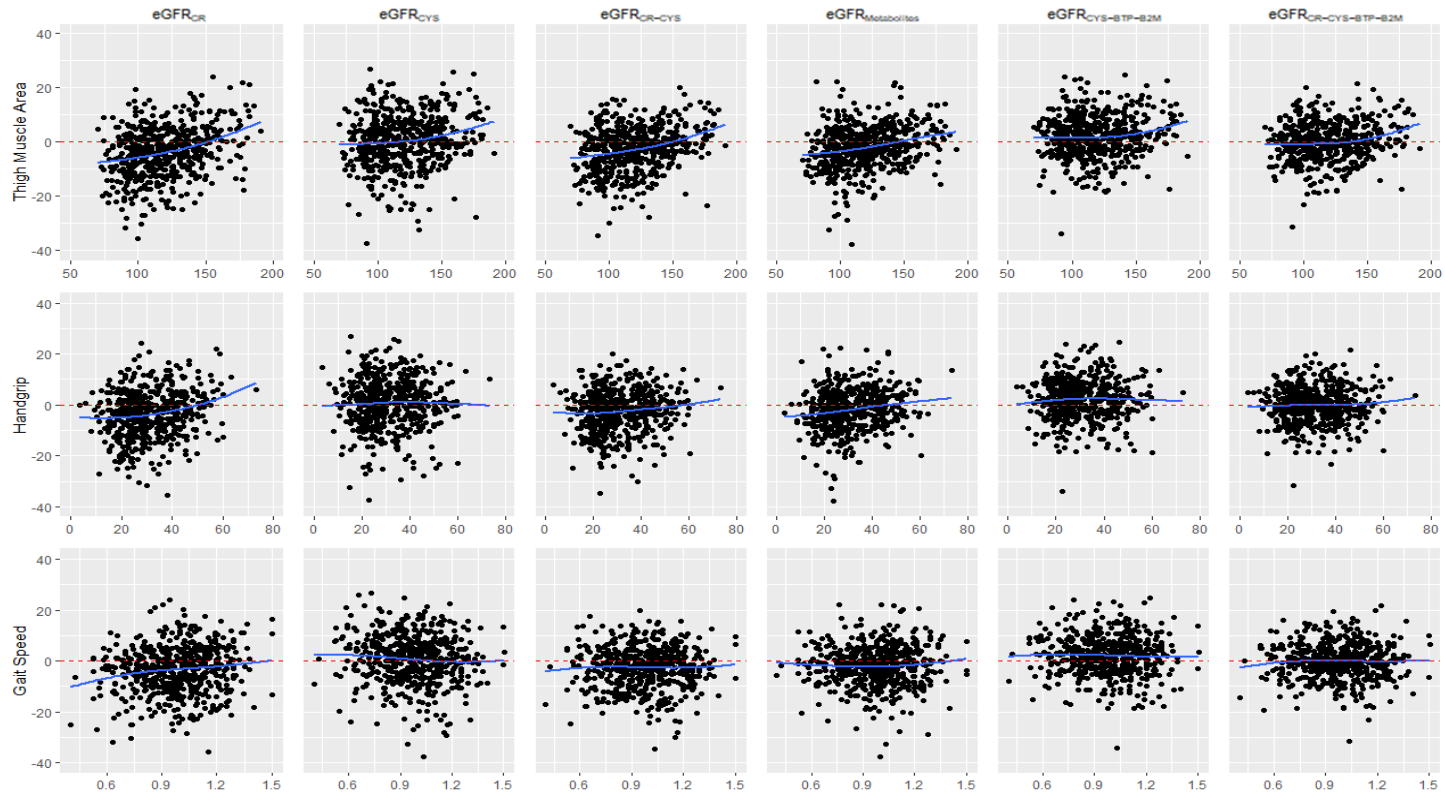 eGFRCR eGFRCYS eGFRCR−CYS eGFRMetabolites eGFRCYS−BTP−B2M eGFRCR−CYS−BTP−B2M
Thigh Muscle Area
40
20
0
-20
-40
50 100 150 200 50 100 150 200 50 100 150 200 50 100 150 200 50 100 150 200 50 100 150 200
Handgrip
40
20
0
-20
-40
0 20 40 60 80 0 20 40 60 80 0 20 40 60 80 0 20 40 60 80 0 20 40 60 80 0 20 40 60 80
Gait Speed
40
20
0
-20
-40
0.6 0.9 1.2 1.5 0.6 0.9 1.2 1.5 0.6 0.9 1.2 1.5 0.6 0.9 1.2 1.5 0.6 0.9 1.2 1.5 0.6 0.9 1.2 1.5